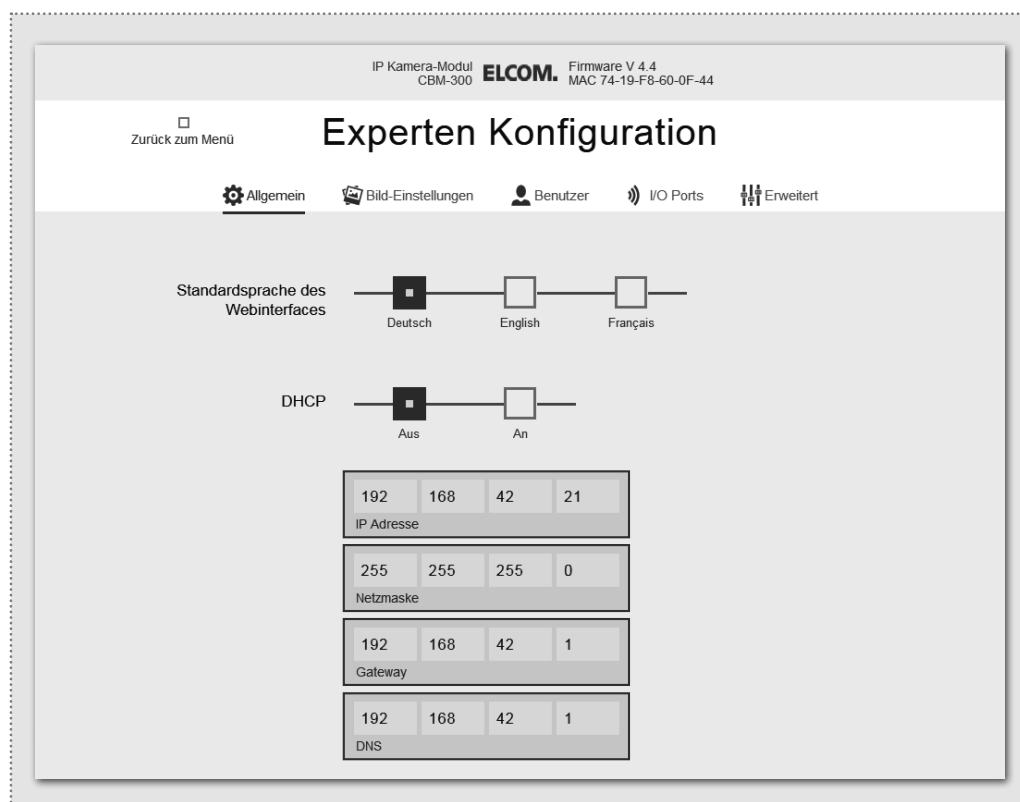 IP Kamera-Modul
CBM-300
ELCOM.
Firmware V 4.4
MAC 74-19-F8-60-0F-44
Zurück zum Menü
Experten Konfiguration
Allgemein
Bild-Einstellungen
Benutzer
I/O Ports
Erweitert
Standardsprache des
Webinterfaces
Deutsch
English
Français
DHCP
Aus
An
192 168 42 21
IP Adresse
255 255 255 0
Netzmaske
192 168 42 1
Gateway
192 168 42 1
DNS